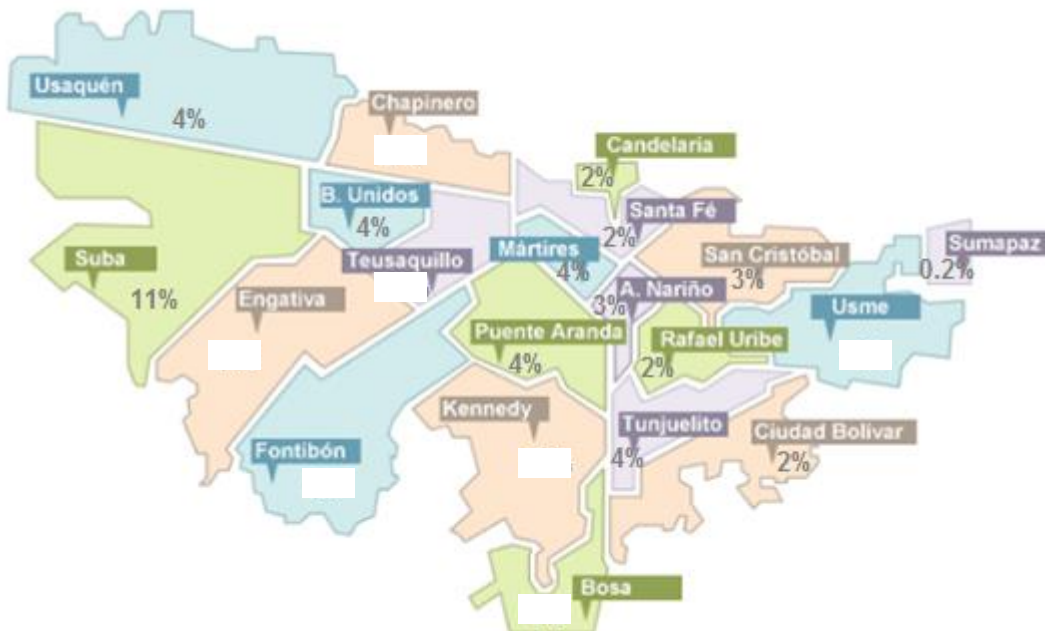 Usaquén
4%
Chapinero
Candelaria
2%
B. Unidos
4%
Santa Fé
2%
Suba
11%
Teusaquillo
Mártires
4%
San Cristóbal
3%
Sumapaz
0.2%
Engativa
A. Nariño
3%
Usme
Puente Aranda
4%
Rafael Uribe
2%
Kennedy
Tunjuelito
4%
Ciudad Bolivar
2%
Fontibón
Bosa